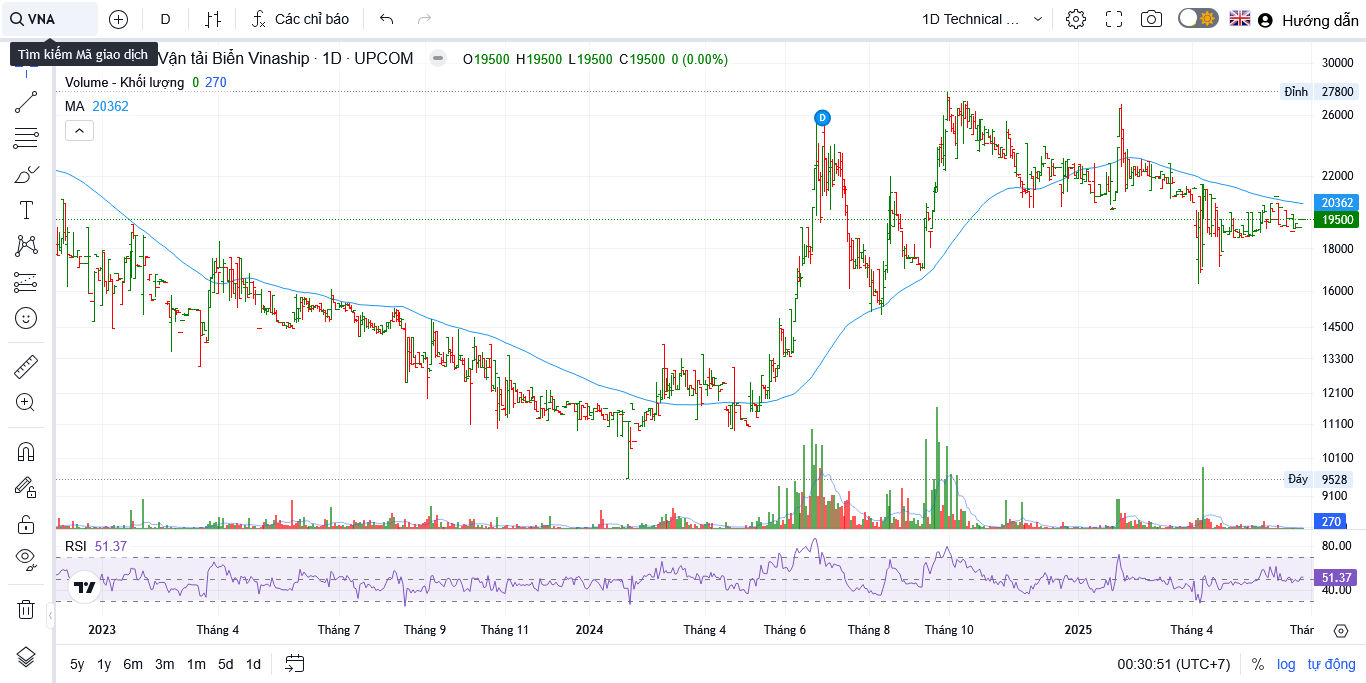 VNA D Các chỉ báo 1D Technical ... Hướng dẫn
Tìm kiếm Mã giao dịch
Vận tải Biển Vinaship · 1D · UPCOM O19500 H19500 L19500 C19500 0 (0.00%)
Volume - Khối lượng 0 270
MA 20362
D
30000
Đỉnh 27800
26000
22000
20362
19500
18000
16000
14500
13300
12100
11100
10100
Đáy 9528
9100
270
RSI 51.37
80.00
51.37
40.00
2023 Tháng 4 Tháng 7 Tháng 9 Tháng 11 2024 Tháng 4 Tháng 6 Tháng 8 Tháng 10 2025 Tháng 4 Thár
5y 1y 6m 3m 1m 5d 1d 00:30:51 (UTC+7) % log tự động